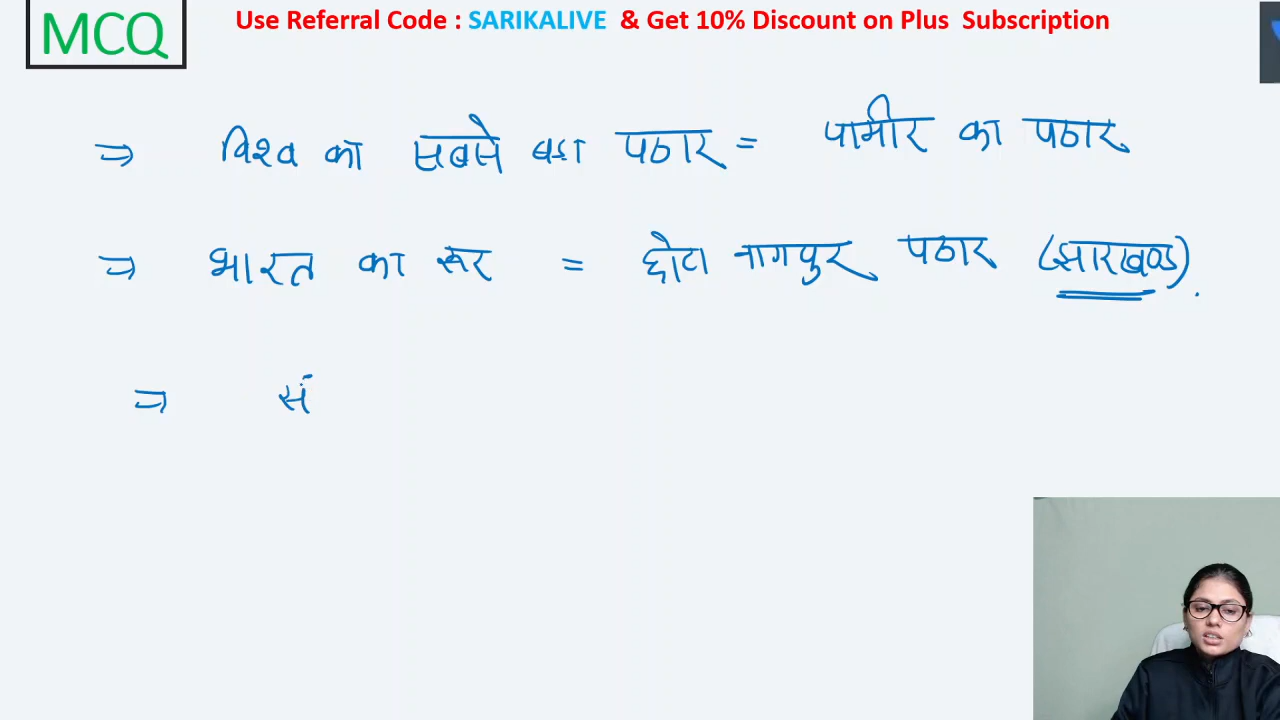 MCQ
Use Referral Code : SARIKALIVE & Get 10% Discount on Plus Subscription
⇒ विश्व का सबसे बडा पठार = पामीर का पठार
⇒ भारत का रूर = छोटा नागपुर पठार (झारखण्ड).
⇒ सं